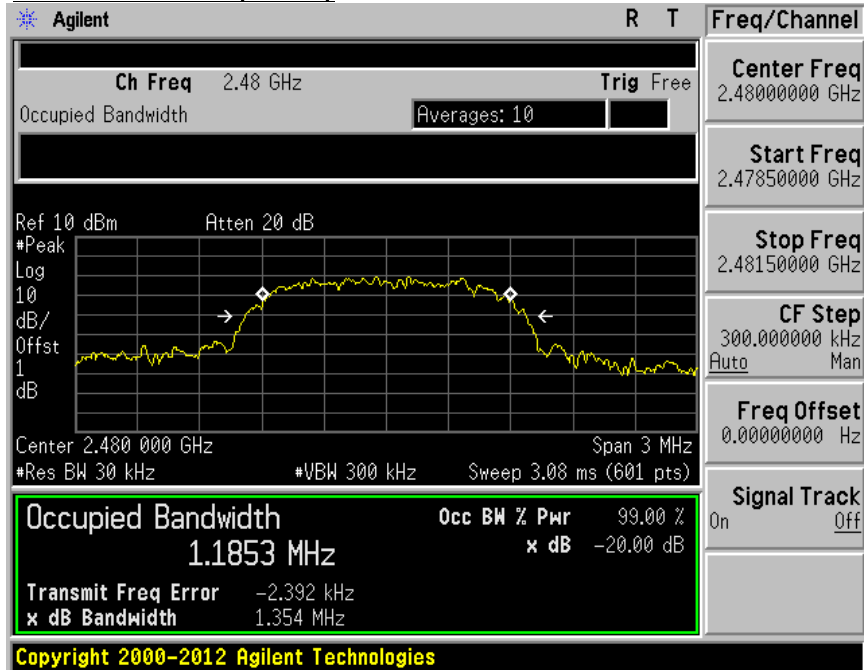 Agilent R T Freq/Channel
Ch Freq 2.48 GHz Trig Free
Occupied Bandwidth Averages: 10
Center Freq
2.48000000 GHz
Start Freq
2.47850000 GHz
Stop Freq
2.48150000 GHz
CF Step
300.000000 kHz
Auto Man
Freq Offset
0.00000000 Hz
Signal Track
On Off
Ref 10 dBm Atten 20 dB
#Peak
Log
10
dB/
Offst
1
dB
Center 2.480 000 GHz Span 3 MHz
#Res BW 30 kHz #VBW 300 kHz Sweep 3.08 ms (601 pts)
Occupied Bandwidth Occ BW % Pwr 99.00 %
1.1853 MHz x dB -20.00 dB
Transmit Freq Error -2.392 kHz
x dB Bandwidth 1.354 MHz
Copyright 2000-2012 Agilent Technologies